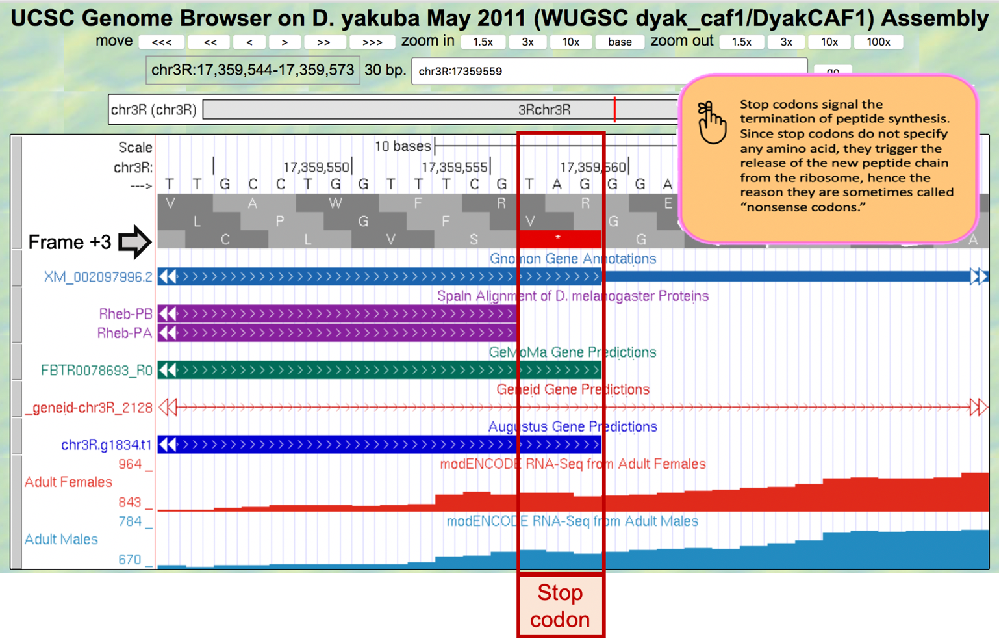 UCSC Genome Browser on D. yakuba May 2011 (WUGSC dyak_caf1/DyakCAF1) Assembly
move <<< << < > >> >>> zoom in 1.5x 3x 10x base zoom out 1.5x 3x 10x 100x
chr3R:17,359,544-17,359,573 30 bp. chr3R:17359559 go
chr3R (chr3R) 3Rchr3R
Stop codons signal the
termination of peptide synthesis.
Since stop codons do not specify
any amino acid, they trigger the
release of the new peptide chain
from the ribosome, hence the
reason they are sometimes called
“nonsense codons.”
Scale 10 bases
chr3R: 17,359,550 17,359,555 17,359,560
---> T T G C C T G G T T T C G T A G G G A
V A W F R R E
L P G F V G
Frame +3 C L V S * G A
Gnomon Gene Annotations
XM_002097996.2
Spaln Alignment of D. melanogaster Proteins
Rheb-PB
Rheb-PA
GeMoMa Gene Predictions
FBTR0078693_R0
Geneid Gene Predictions
_geneid-chr3R_2128
Augustus Gene Predictions
chr3R.g1834.t1
964 _ modENCODE RNA-Seq from Adult Females
Adult Females
843 _
784 _ modENCODE RNA-Seq from Adult Males
Adult Males
670 _
Stop
codon